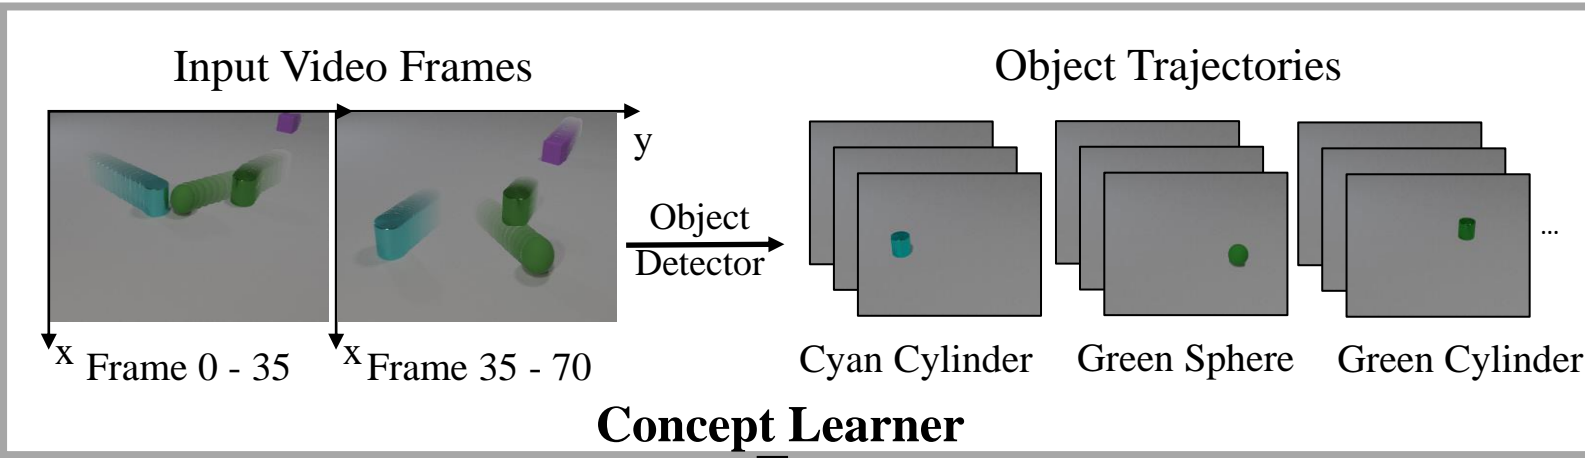 Input Video Frames
Object Trajectories
y
Object
Detector
...
x
Frame 0 - 35
x
Frame 35 - 70
Cyan Cylinder
Green Sphere
Green Cylinder
Concept Learner